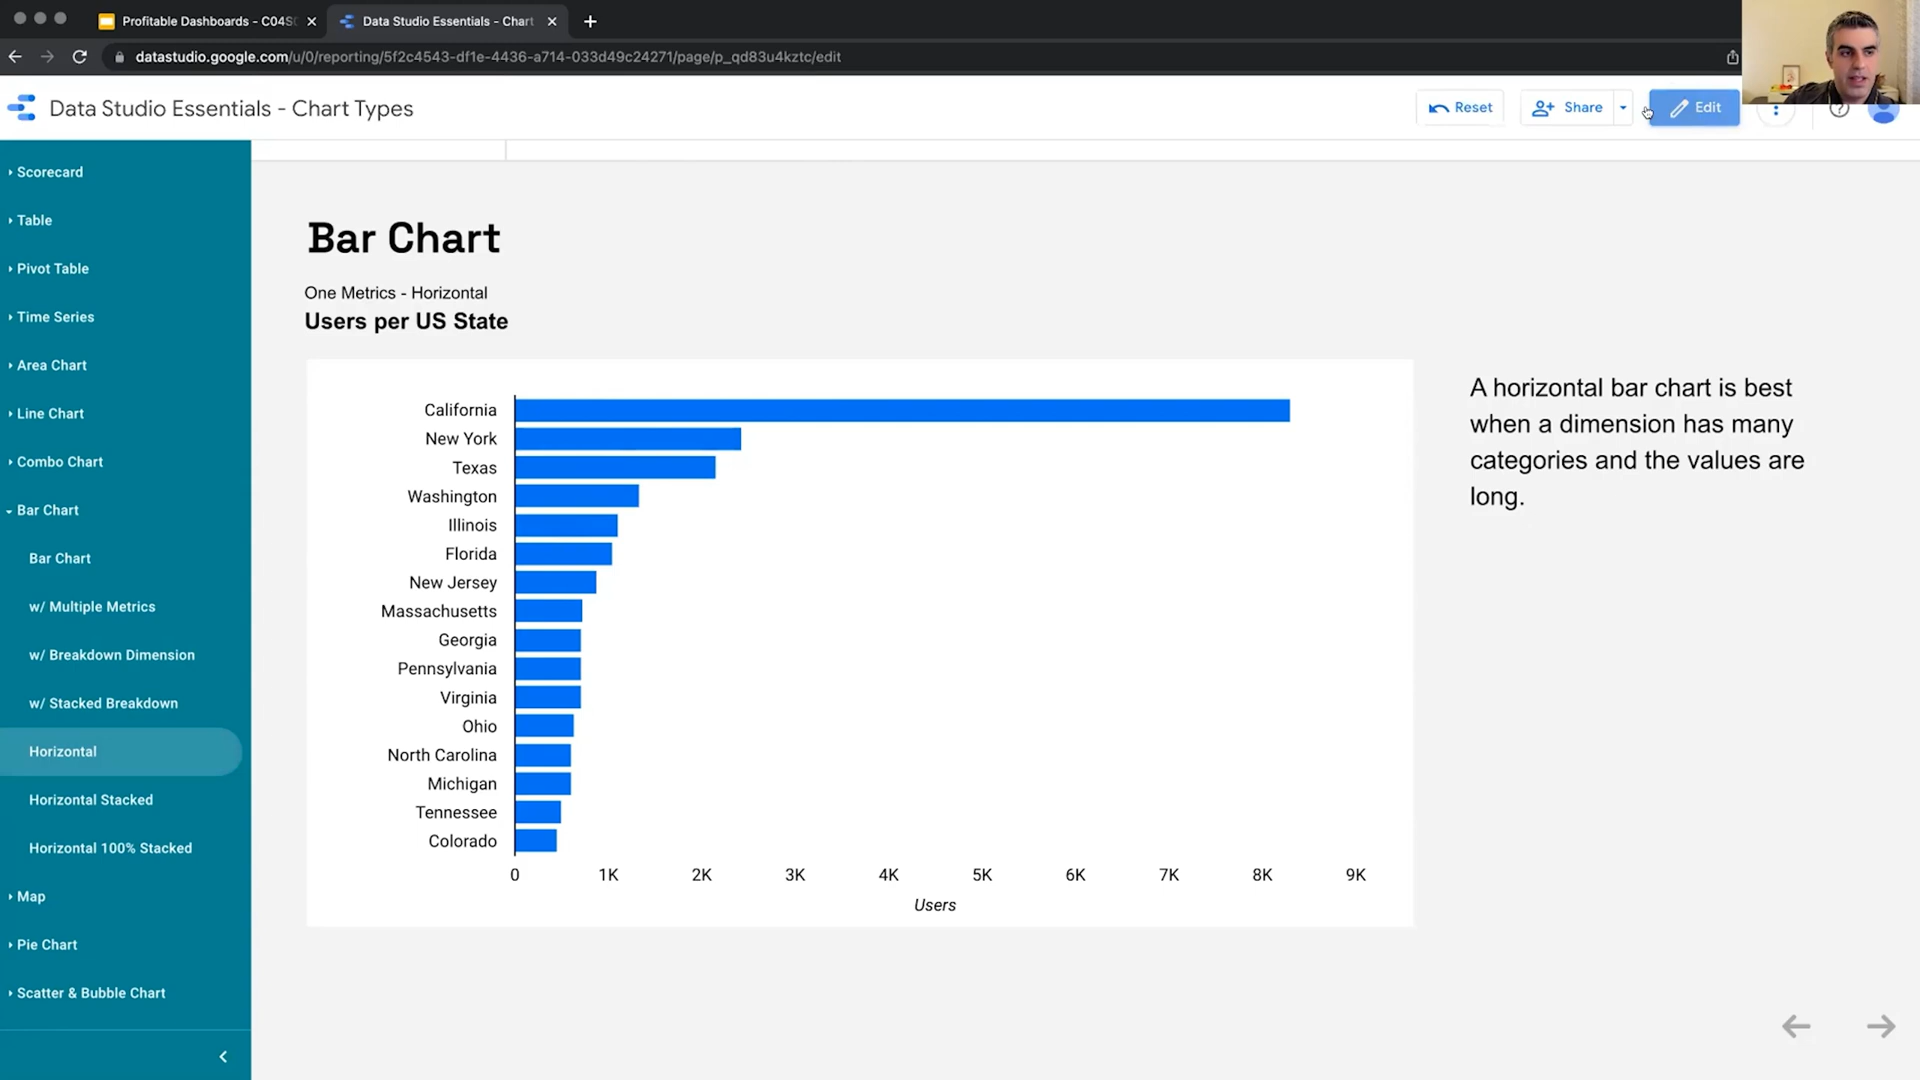 Profitable Dashboards - C04S
Data Studio Essentials - Chart
datastudio.google.com/u/0/reporting/5f2c4543-df1e-4436-a714-033d49c24271/page/p_qd83u4kztc/edit
Data Studio Essentials - Chart Types
Reset
Share
Edit
Scorecard
Table
Pivot Table
Time Series
Area Chart
Line Chart
Combo Chart
Bar Chart
Bar Chart
w/ Multiple Metrics
w/ Breakdown Dimension
w/ Stacked Breakdown
Horizontal
Horizontal Stacked
Horizontal 100% Stacked
Map
Pie Chart
Scatter & Bubble Chart
Bar Chart
One Metrics - Horizontal
Users per US State
California
New York
Texas
Washington
Illinois
Florida
New Jersey
Massachusetts
Georgia
Pennsylvania
Virginia
Ohio
North Carolina
Michigan
Tennessee
Colorado
0 1K 2K 3K 4K 5K 6K 7K 8K 9K
Users
A horizontal bar chart is best
when a dimension has many
categories and the values are
long.